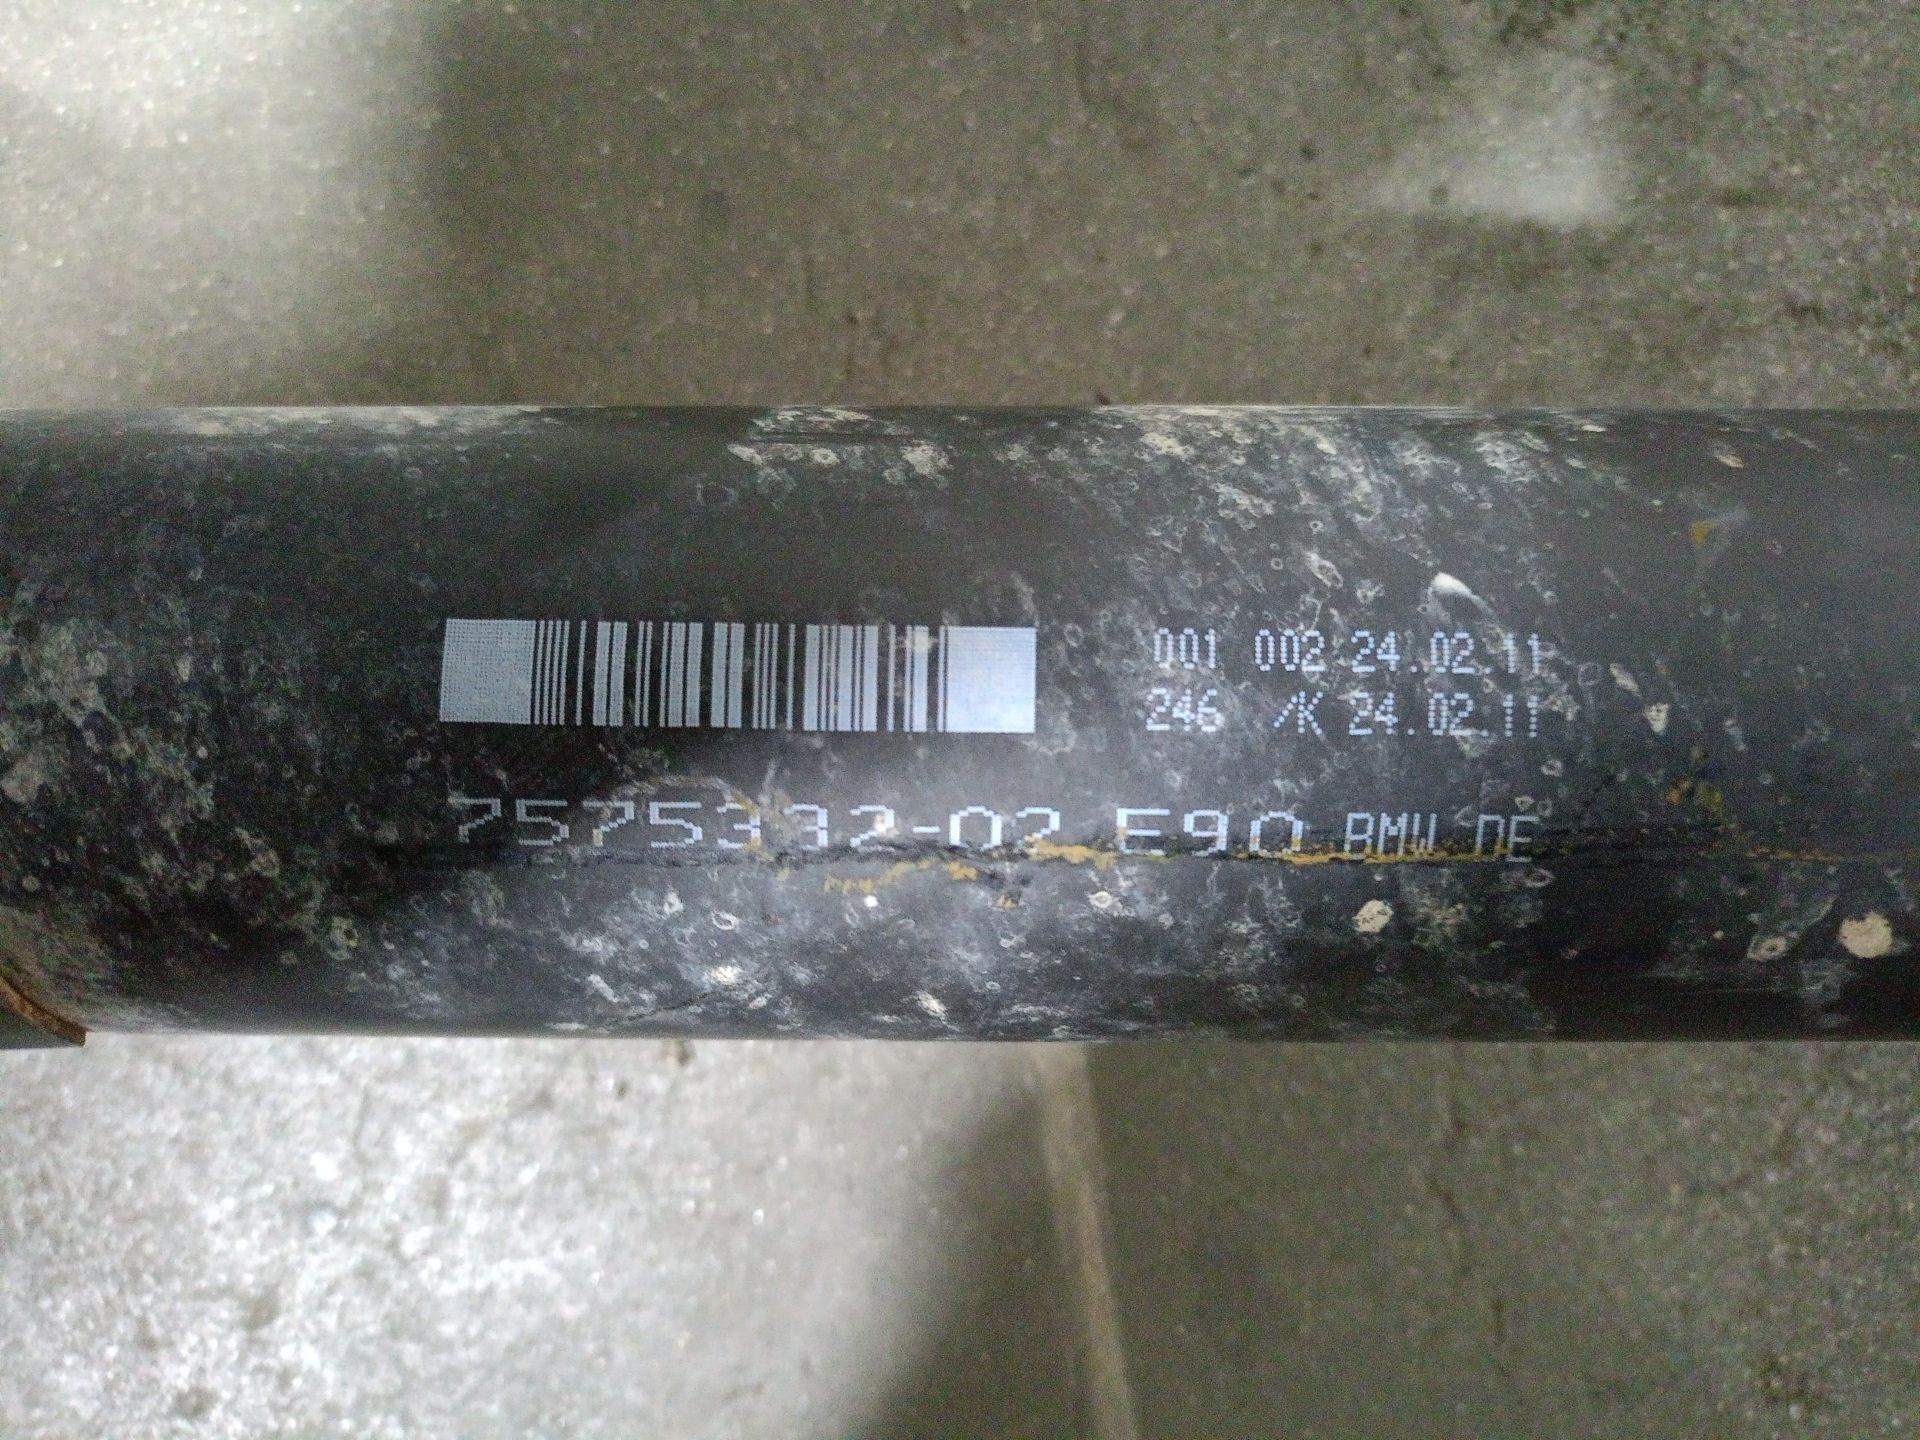 001 002 24.02.11
246 /K 24.02.11
7575332-02 E90 BMW DE